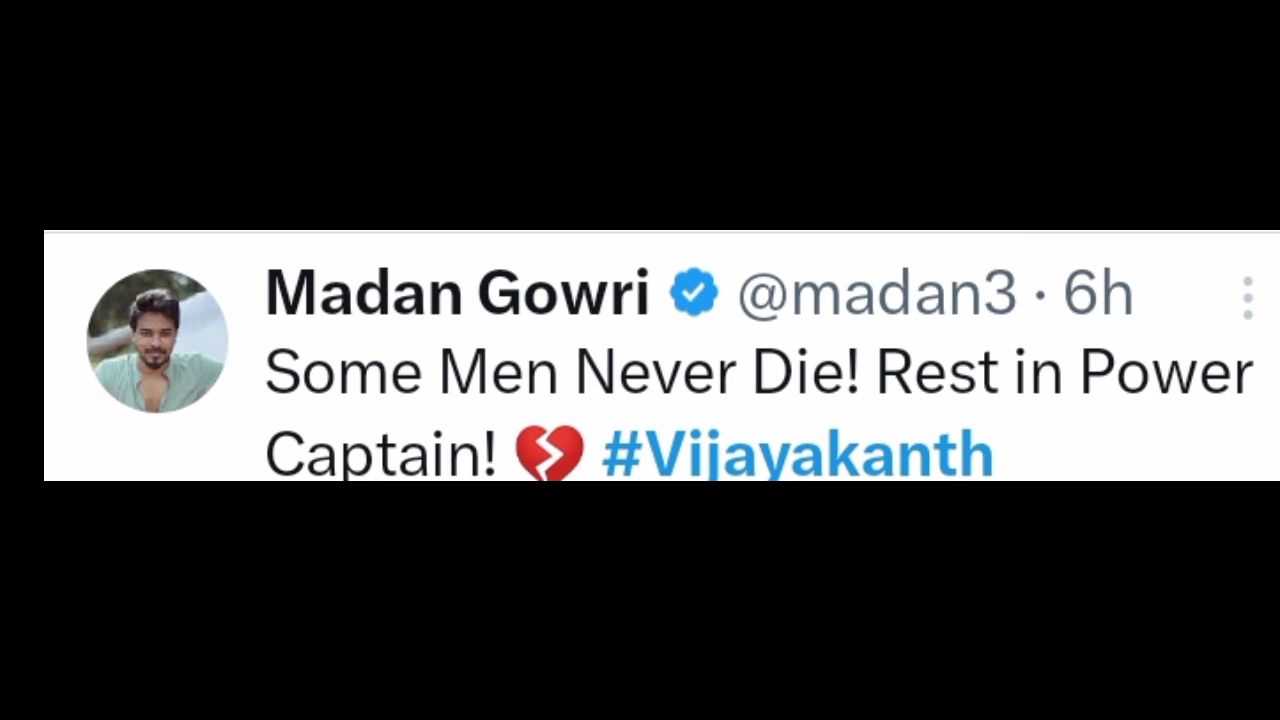 Madan Gowri @madan3 · 6h
Some Men Never Die! Rest in Power
Captain! 💔 #Vijayakanth